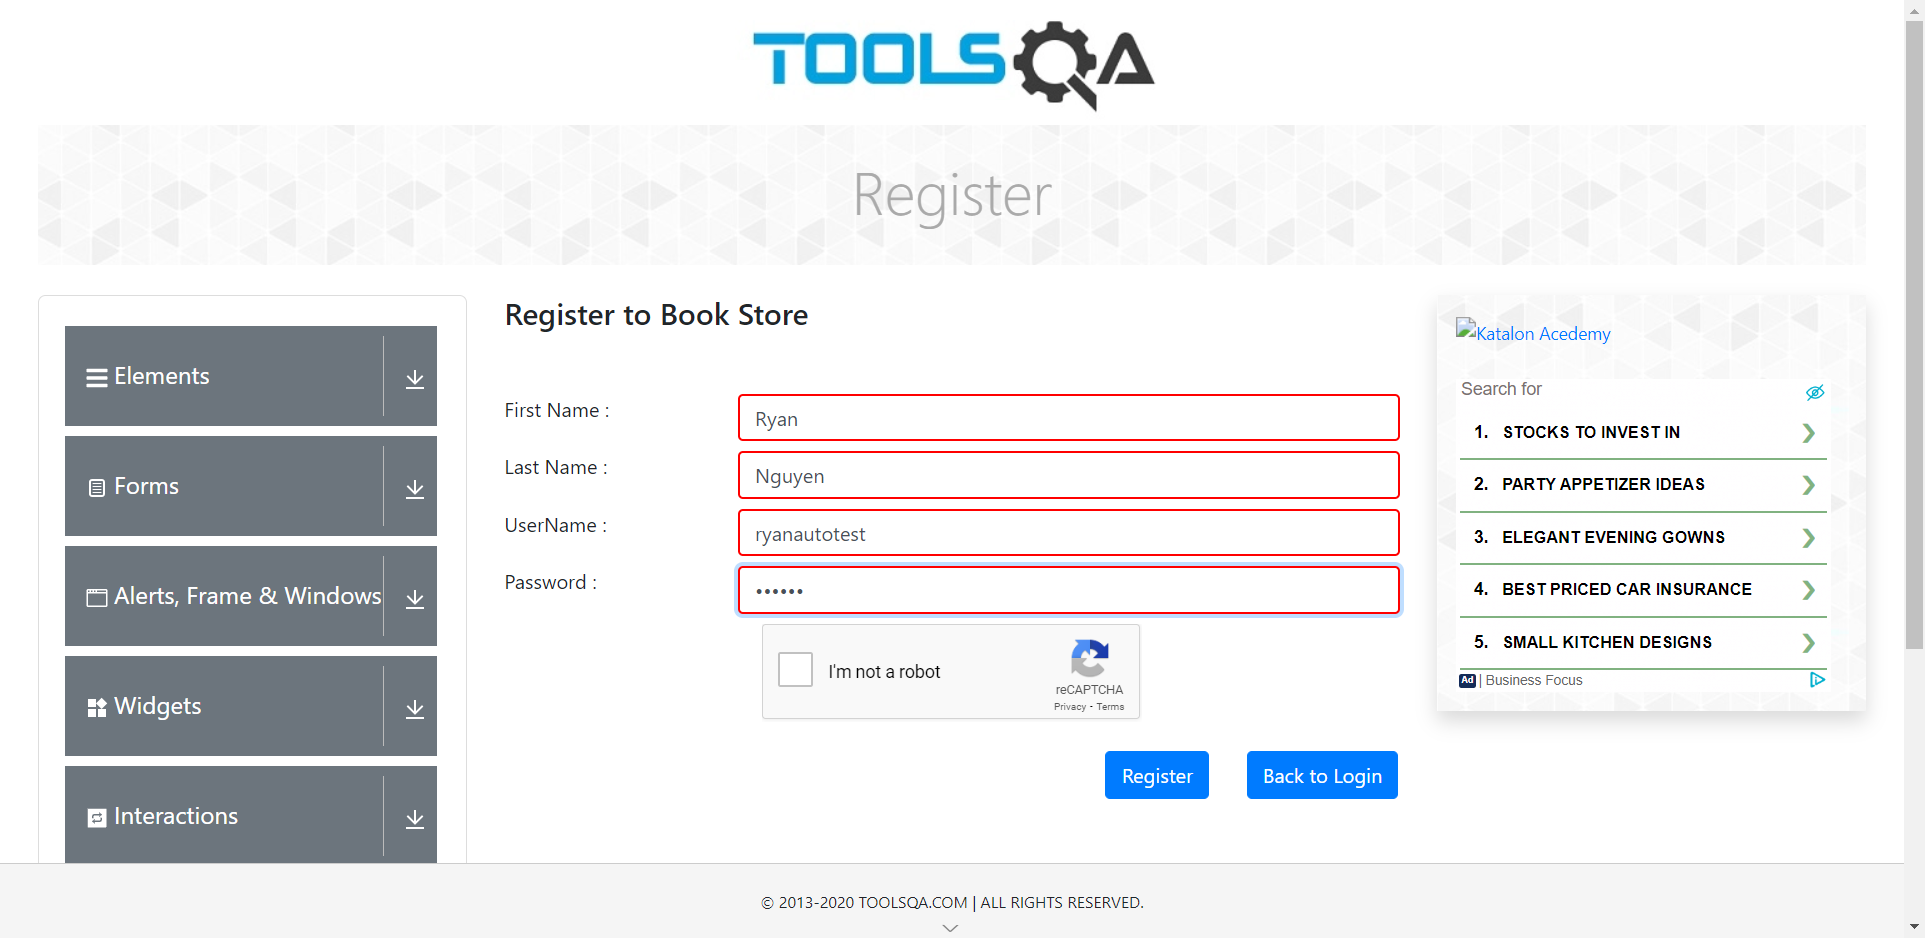 TOOLSQA
Register
Elements
Forms
Alerts, Frame & Windows
Widgets
Interactions
Register to Book Store
First Name :
Ryan
Last Name :
Nguyen
UserName :
ryanautotest
Password :
••••••
I'm not a robot
reCAPTCHA
Privacy - Terms
Register
Back to Login
Katalon Acedemy
Search for
1. STOCKS TO INVEST IN
2. PARTY APPETIZER IDEAS
3. ELEGANT EVENING GOWNS
4. BEST PRICED CAR INSURANCE
5. SMALL KITCHEN DESIGNS
Ad | Business Focus
© 2013-2020 TOOLSQA.COM | ALL RIGHTS RESERVED.